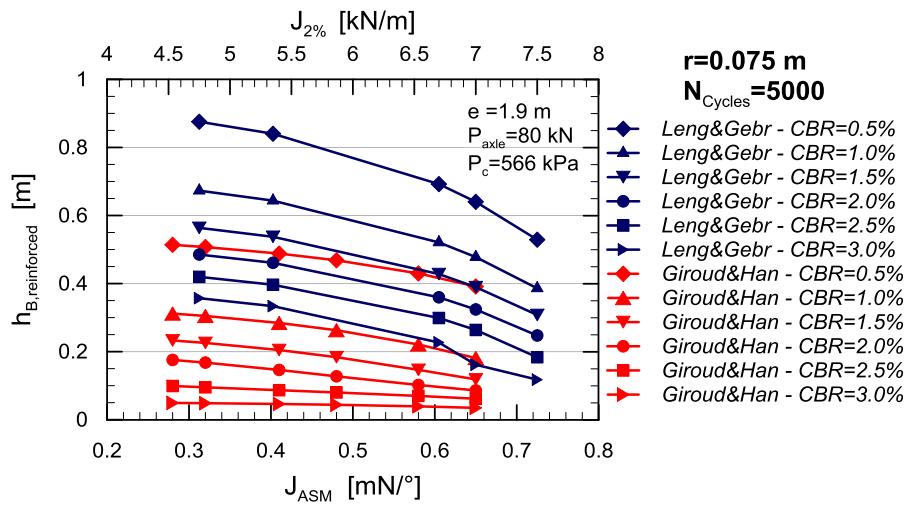 J2% [kN/m]
4 4.5 5 5.5 6 6.5 7 7.5 8
1
0.8
0.6
0.4
0.2
0
hB,reinforced [m]
e =1.9 m
Paxle=80 kN
Pc=566 kPa
0.2 0.3 0.4 0.5 0.6 0.7 0.8
JASM [mN/°]
r=0.075 m
NCycles=5000
Leng&Gebr - CBR=0.5%
Leng&Gebr - CBR=1.0%
Leng&Gebr - CBR=1.5%
Leng&Gebr - CBR=2.0%
Leng&Gebr - CBR=2.5%
Leng&Gebr - CBR=3.0%
Giroud&Han - CBR=0.5%
Giroud&Han - CBR=1.0%
Giroud&Han - CBR=1.5%
Giroud&Han - CBR=2.0%
Giroud&Han - CBR=2.5%
Giroud&Han - CBR=3.0%